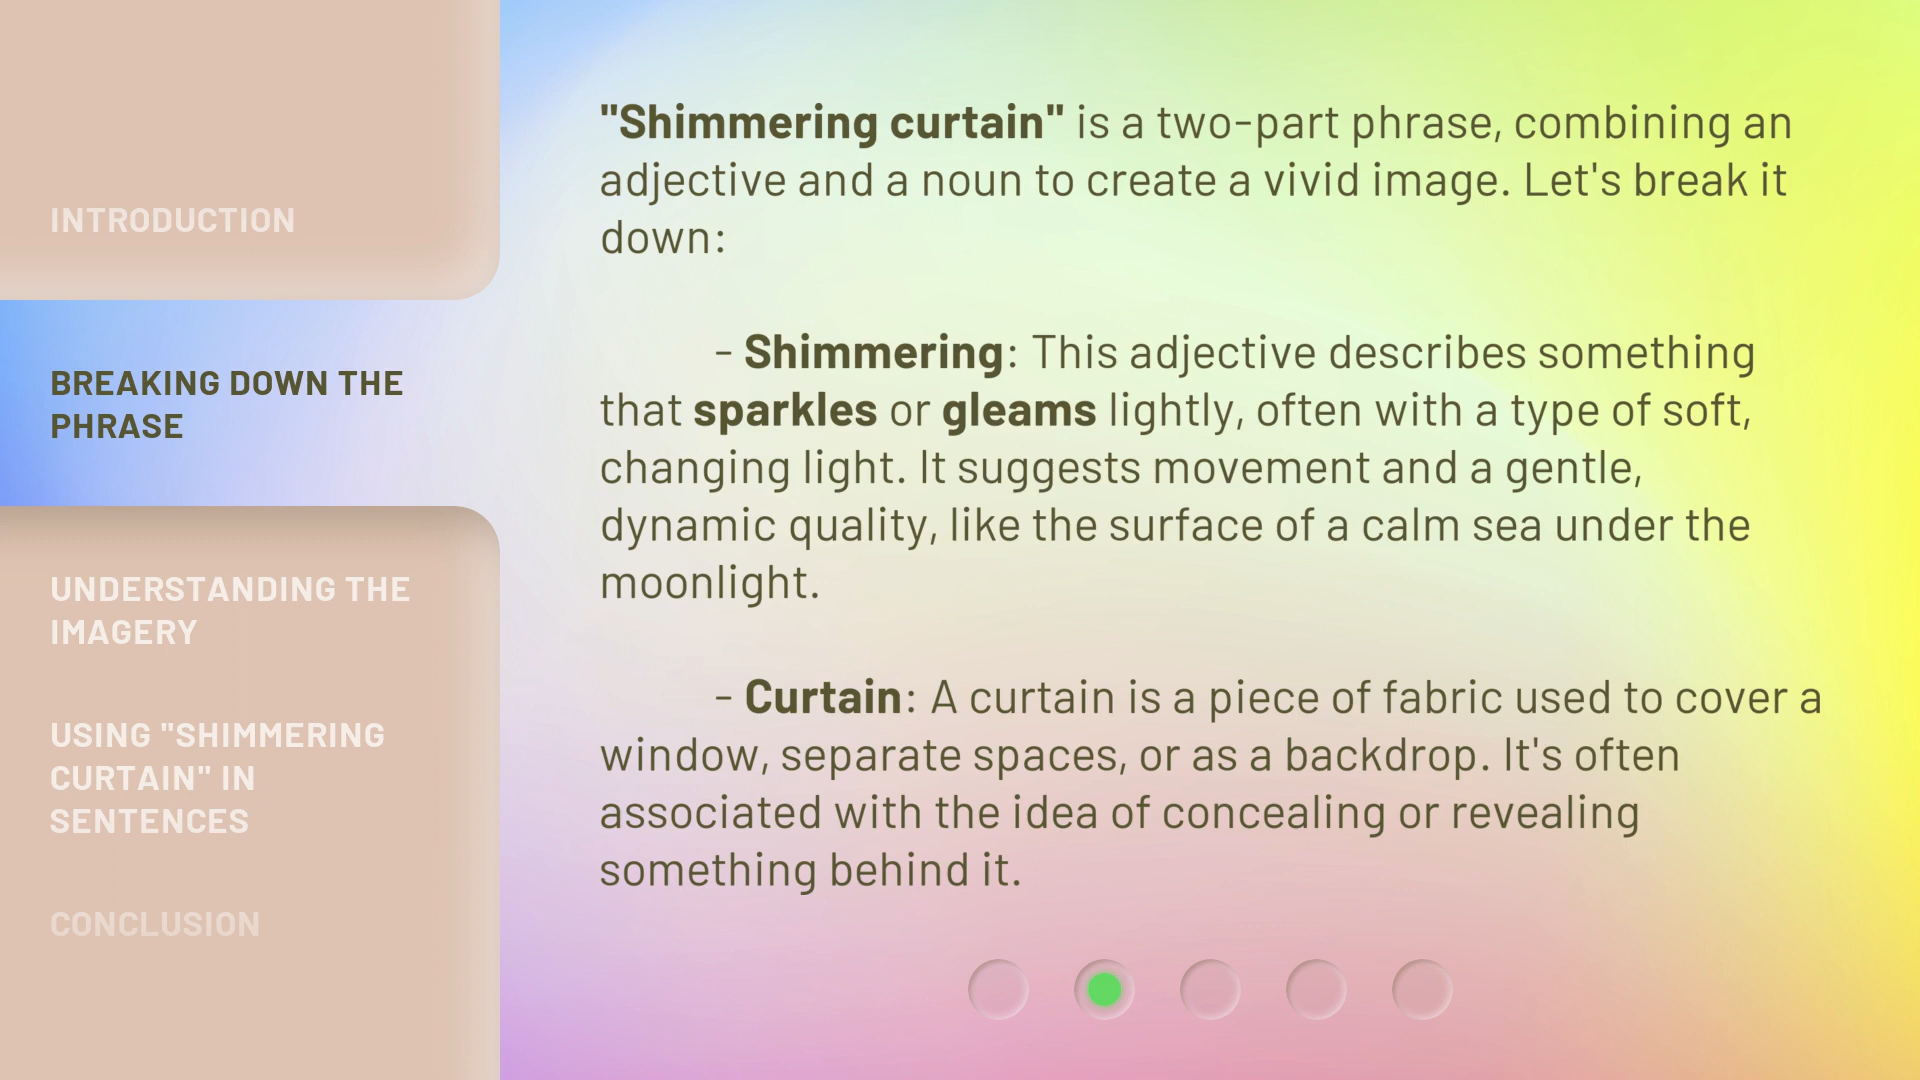 INTRODUCTION
BREAKING DOWN THE
PHRASE
UNDERSTANDING THE
IMAGERY
USING "SHIMMERING
CURTAIN" IN
SENTENCES
CONCLUSION
"Shimmering curtain" is a two-part phrase, combining an
adjective and a noun to create a vivid image. Let's break it
down:
- Shimmering: This adjective describes something
that sparkles or gleams lightly, often with a type of soft,
changing light. It suggests movement and a gentle,
dynamic quality, like the surface of a calm sea under the
moonlight.
- Curtain: A curtain is a piece of fabric used to cover a
window, separate spaces, or as a backdrop. It's often
associated with the idea of concealing or revealing
something behind it.